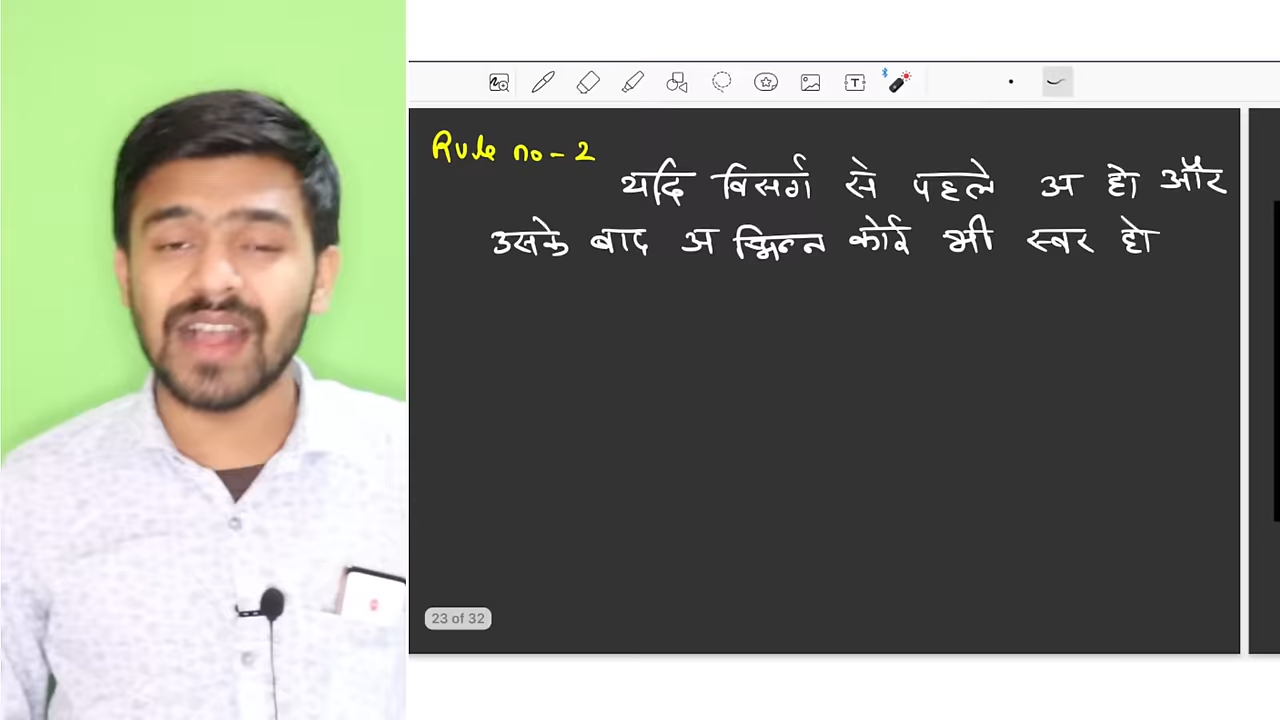 Rule no-2
यदि विसर्ग से पहले अ हो और
उसके बाद अ भिन्न कोई भी स्वर हो
23 of 32